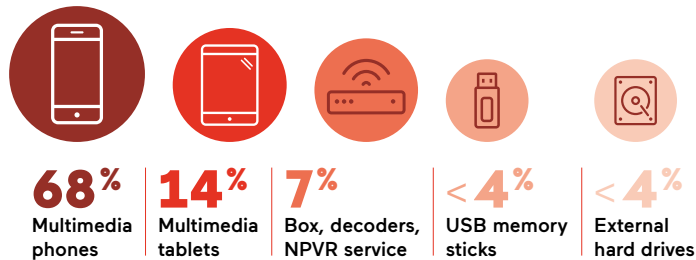 68%
Multimedia
phones
14%
Multimedia
tablets
7%
Box, decoders,
NPVR service
< 4%
USB memory
sticks
< 4%
External
hard drives